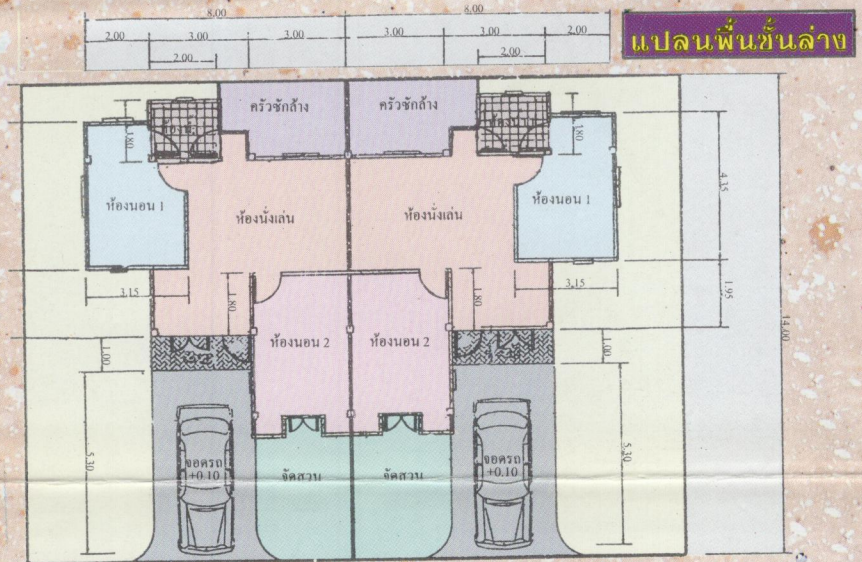 8.00
8.00
แปลนพื้นชั้นล่าง
2.00
3.00
3.00
3.00
3.00
2.00
2.00
2.00
ครัวซักล้าง
ครัวซักล้าง
1.80
1.80
ห้องนอน 1
ห้องนั่งเล่น
ห้องนั่งเล่น
ห้องนอน 1
4.35
3.15
1.80
1.80
3.15
1.95
14.00
1.00
ห้องนอน 2
ห้องนอน 2
1.00
5.30
จอดรถ
+0.10
จัดสวน
จัดสวน
จอดรถ
+0.10
5.30